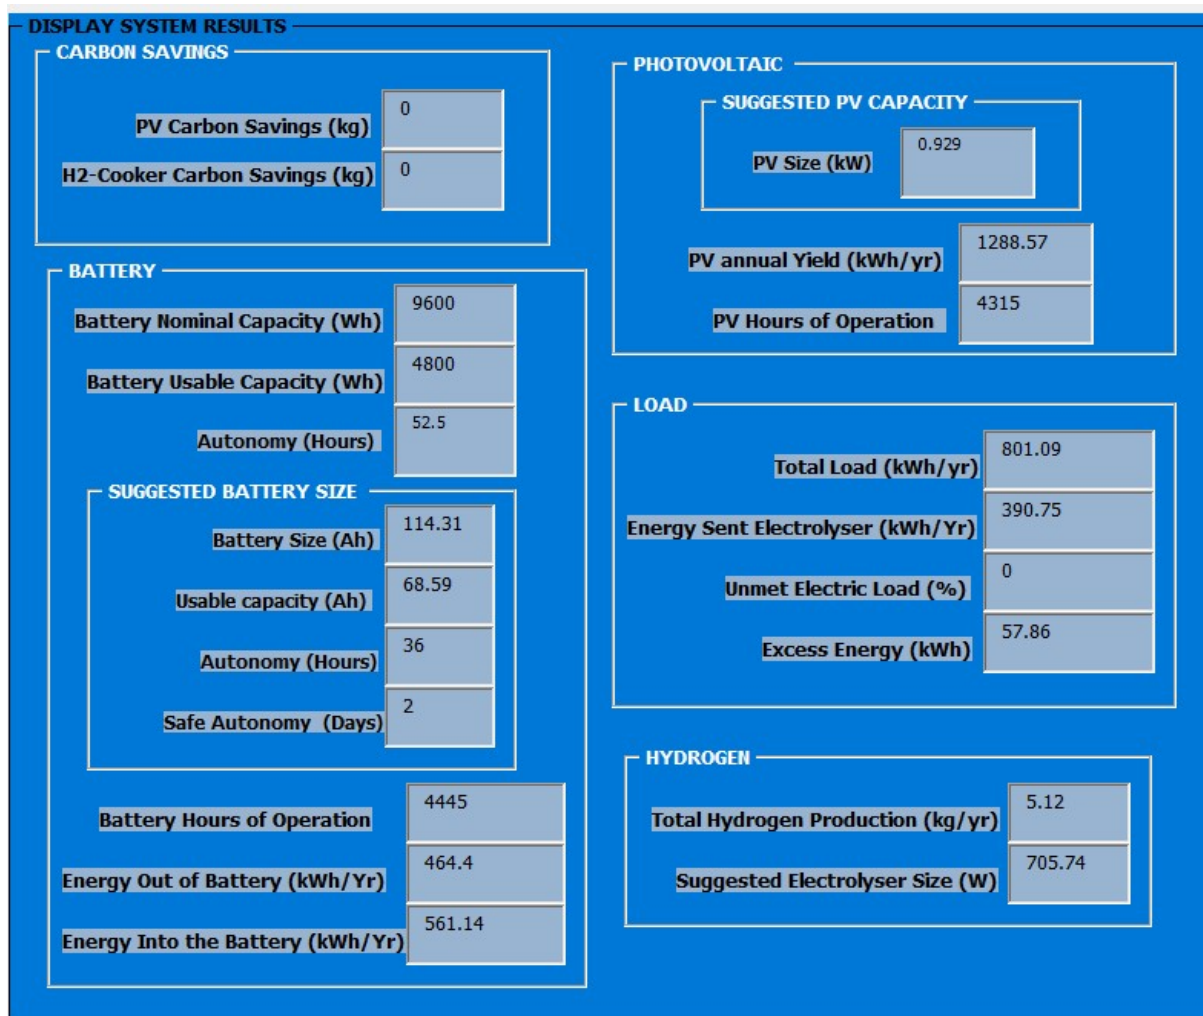 DISPLAY SYSTEM RESULTS
CARBON SAVINGS
PV Carbon Savings (kg) 0
H2-Cooker Carbon Savings (kg) 0
BATTERY
Battery Nominal Capacity (Wh) 9600
Battery Usable Capacity (Wh) 4800
Autonomy (Hours) 52.5
SUGGESTED BATTERY SIZE
Battery Size (Ah) 114.31
Usable capacity (Ah) 68.59
Autonomy (Hours) 36
Safe Autonomy (Days) 2
Battery Hours of Operation 4445
Energy Out of Battery (kWh/Yr) 464.4
Energy Into the Battery (kWh/Yr) 561.14
PHOTOVOLTAIC
SUGGESTED PV CAPACITY
PV Size (kW) 0.929
PV annual Yield (kWh/yr) 1288.57
PV Hours of Operation 4315
LOAD
Total Load (kWh/yr) 801.09
Energy Sent Electrolyser (kWh/Yr) 390.75
Unmet Electric Load (%) 0
Excess Energy (kWh) 57.86
HYDROGEN
Total Hydrogen Production (kg/yr) 5.12
Suggested Electrolyser Size (W) 705.74